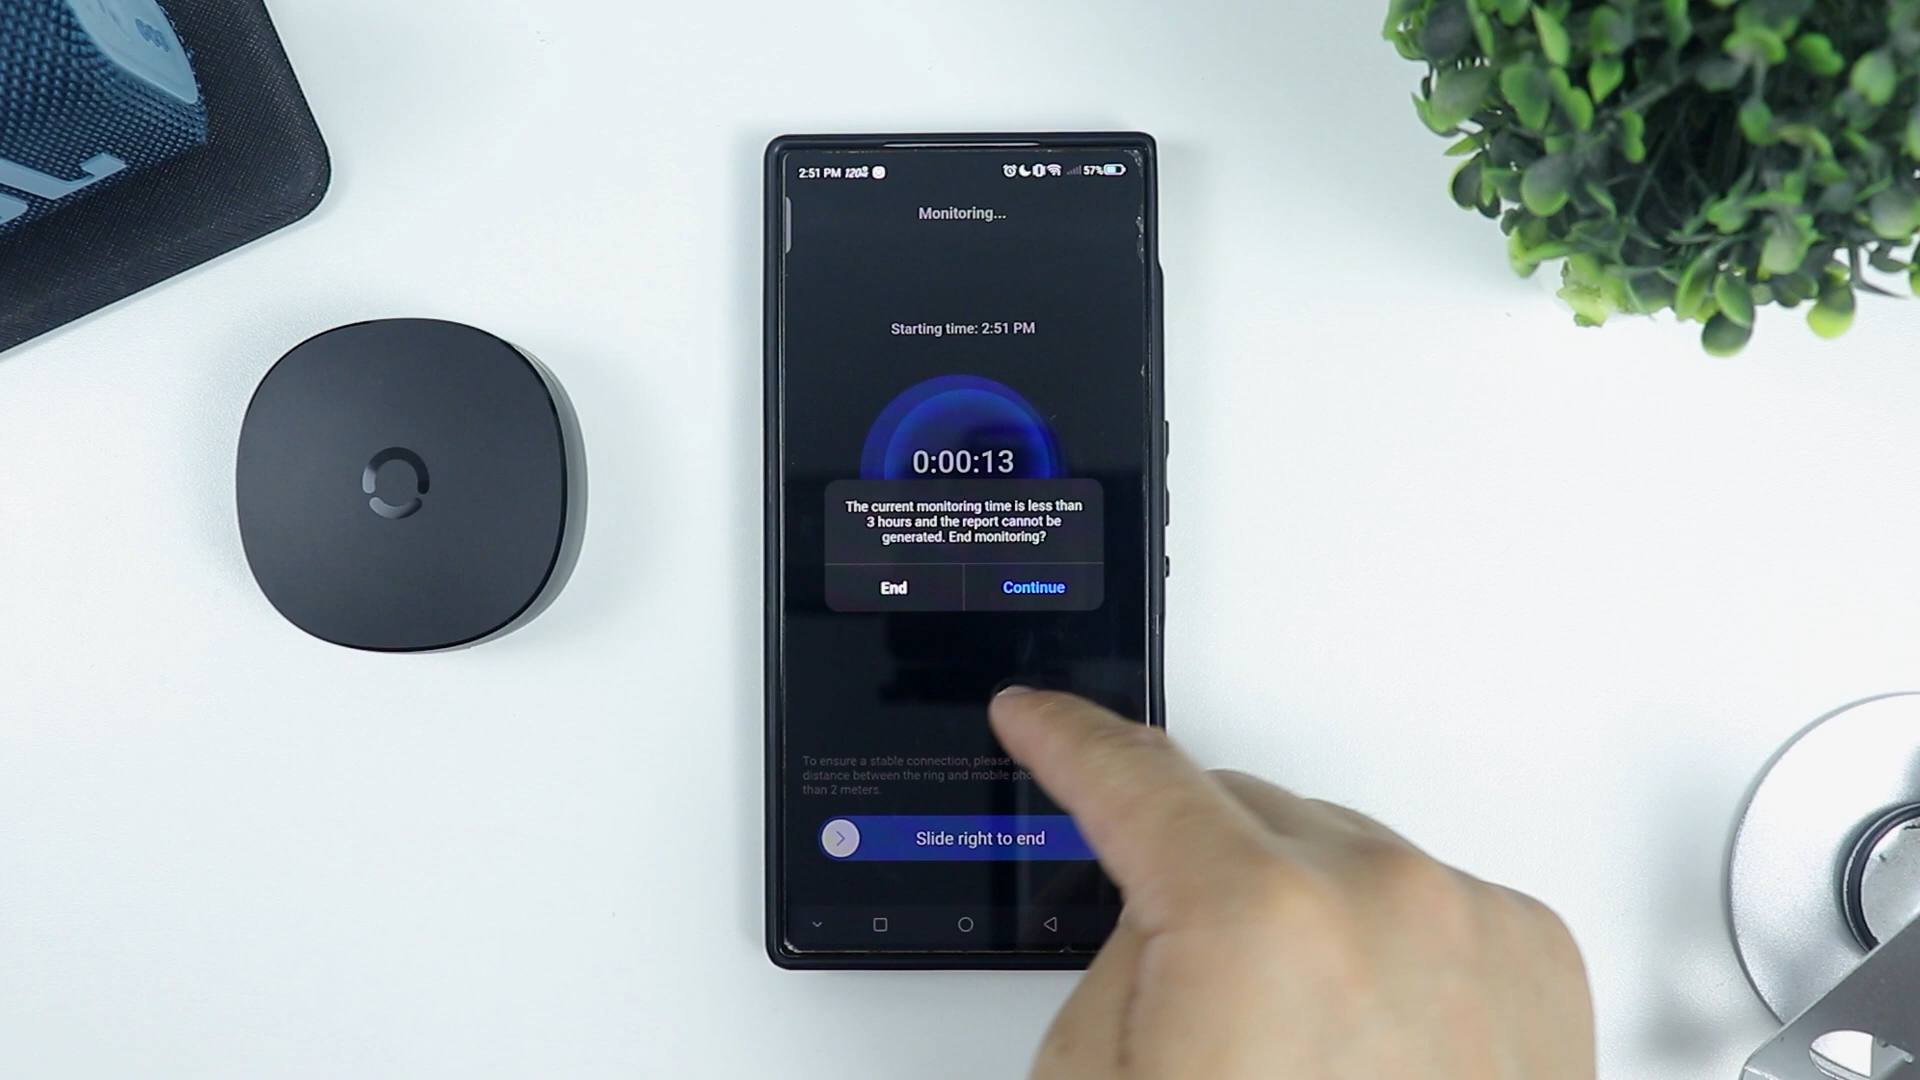 2:51 PM
57%
Monitoring...
Starting time: 2:51 PM
0:00:13
The current monitoring time is less than
3 hours and the report cannot be
generated. End monitoring?
End
Continue
To ensure a stable connection, please
distance between the ring and mobile
than 2 meters.
Slide right to end